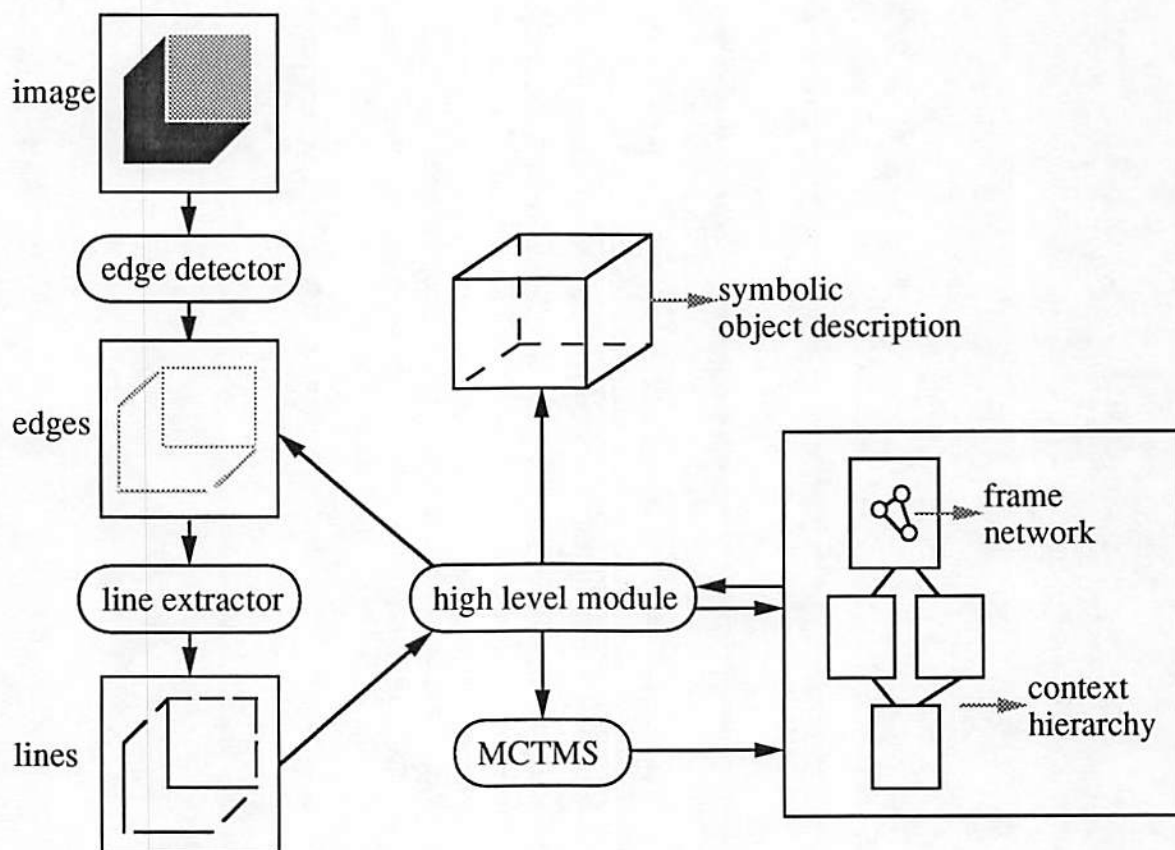 image
edge detector
symbolic
object description
edges
frame
network
line extractor
high level module
context
hierarchy
lines
MCTMS